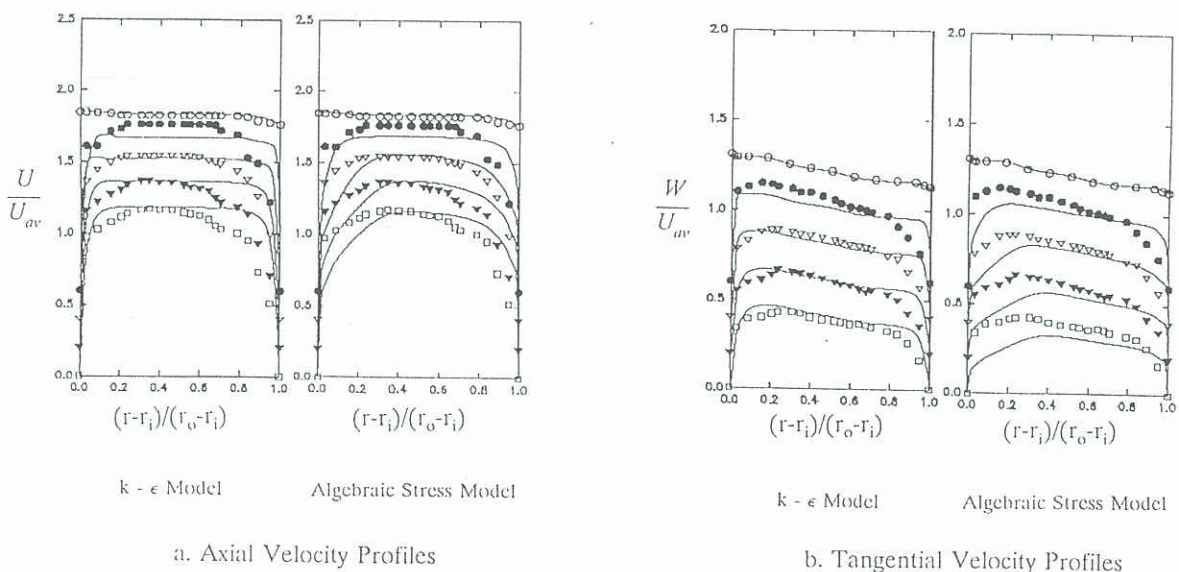 2.5
2.0
1.5
1.0
0.5
0.0
U
U_av
0.0 0.2 0.4 0.6 0.8 1.0
(r-r_i)/(r_o-r_i)
k - ϵ Model
2.5
2.0
1.5
1.0
0.5
0.0
0.0 0.2 0.4 0.6 0.8 1.0
(r-r_i)/(r_o-r_i)
Algebraic Stress Model
a. Axial Velocity Profiles
2.0
1.5
1.0
0.5
0.0
W
U_av
0.0 0.2 0.4 0.6 0.8 1.0
(r-r_i)/(r_o-r_i)
k - ϵ Model
2.0
1.5
1.0
0.5
0.0
0.0 0.2 0.4 0.6 0.8 1.0
(r-r_i)/(r_o-r_i)
Algebraic Stress Model
b. Tangential Velocity Profiles